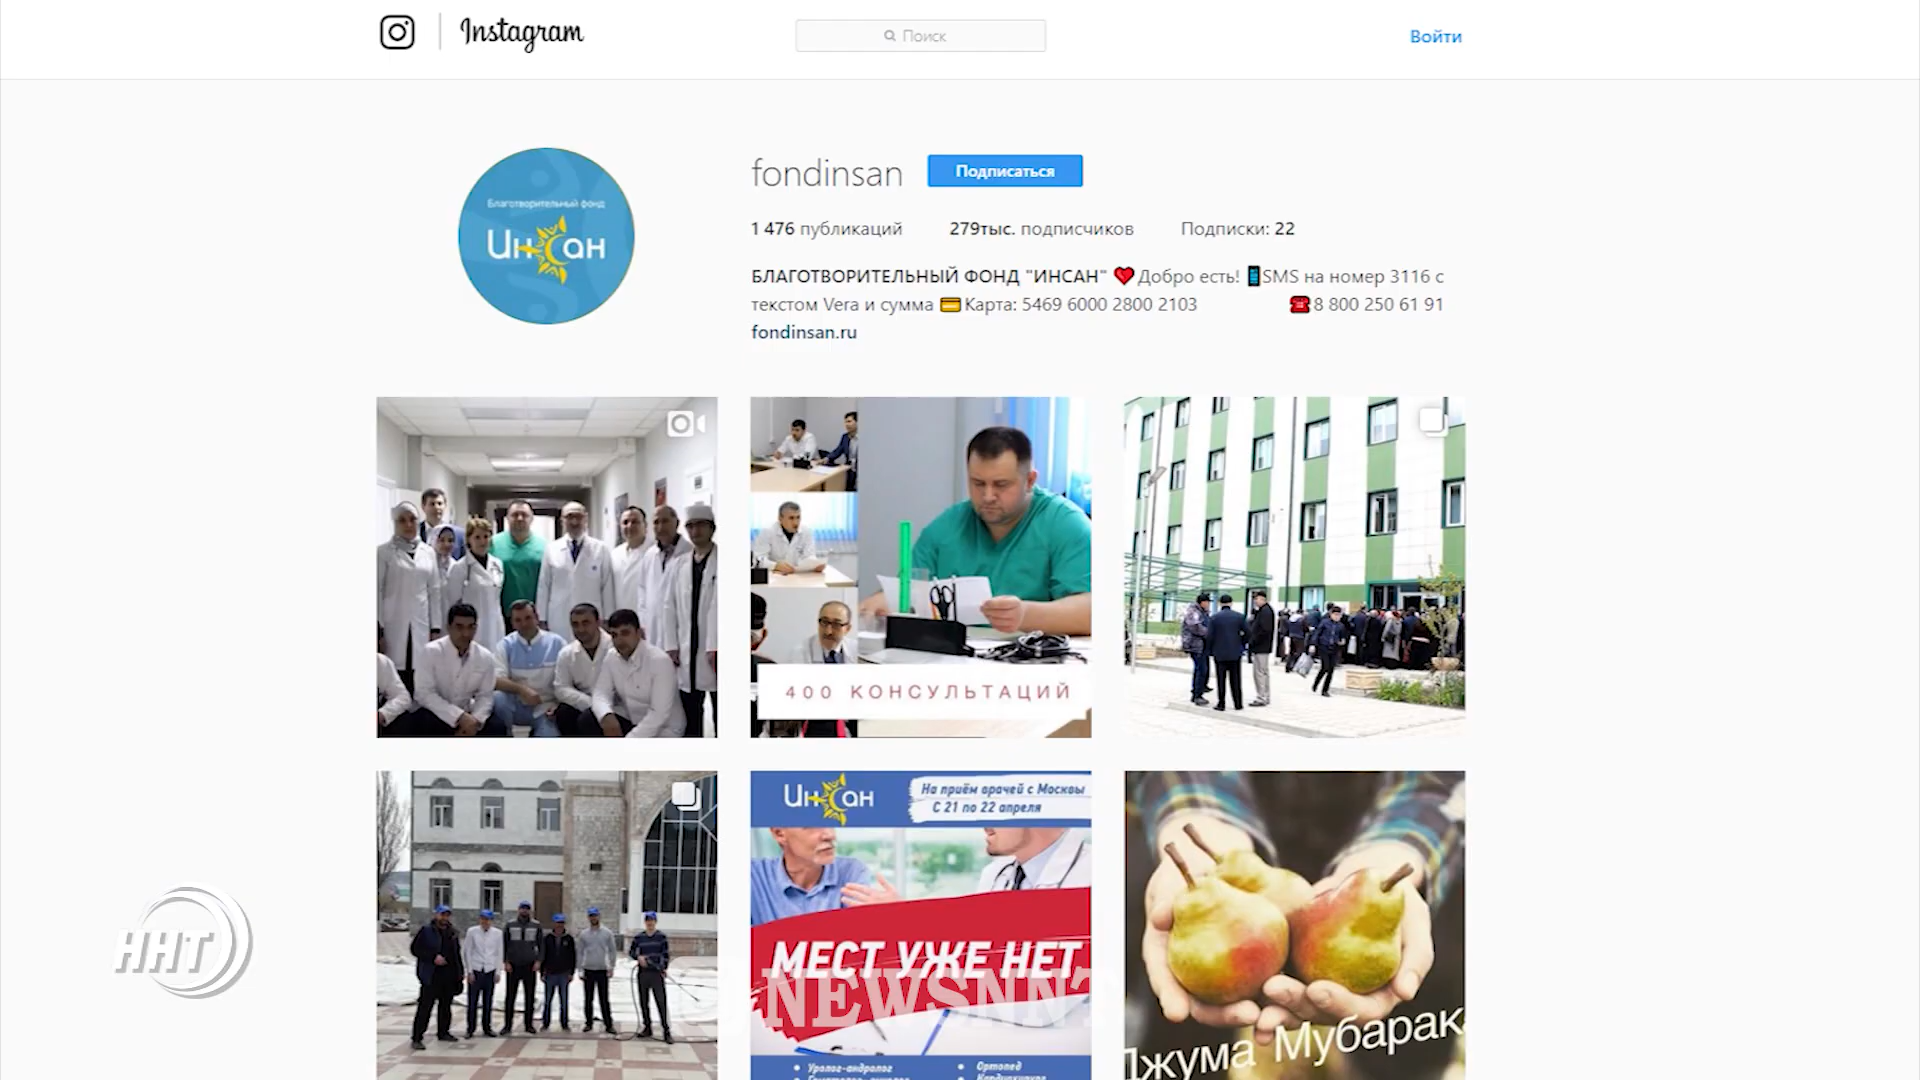 Instagram
Поиск
Войти
Благотворительный фонд
Инсан
fondinsan
Подписаться
1 476 публикаций
279тыс. подписчиков
Подписки: 22
БЛАГОТВОРИТЕЛЬНЫЙ ФОНД "ИНСАН" ❤️Добро есть! 📱SMS на номер 3116 с
текстом Vera и сумма 💳Карта: 5469 6000 2800 2103 ☎️8 800 250 61 91
fondinsan.ru
400 КОНСУЛЬТАЦИЙ
Инсан
На приём врачей с Москвы
С 21 по 22 апреля
МЕСТ УЖЕ НЕТ
• Уролог-андролог
• Ортопед
Джума Мубарак
ННТ
NEWSNNT